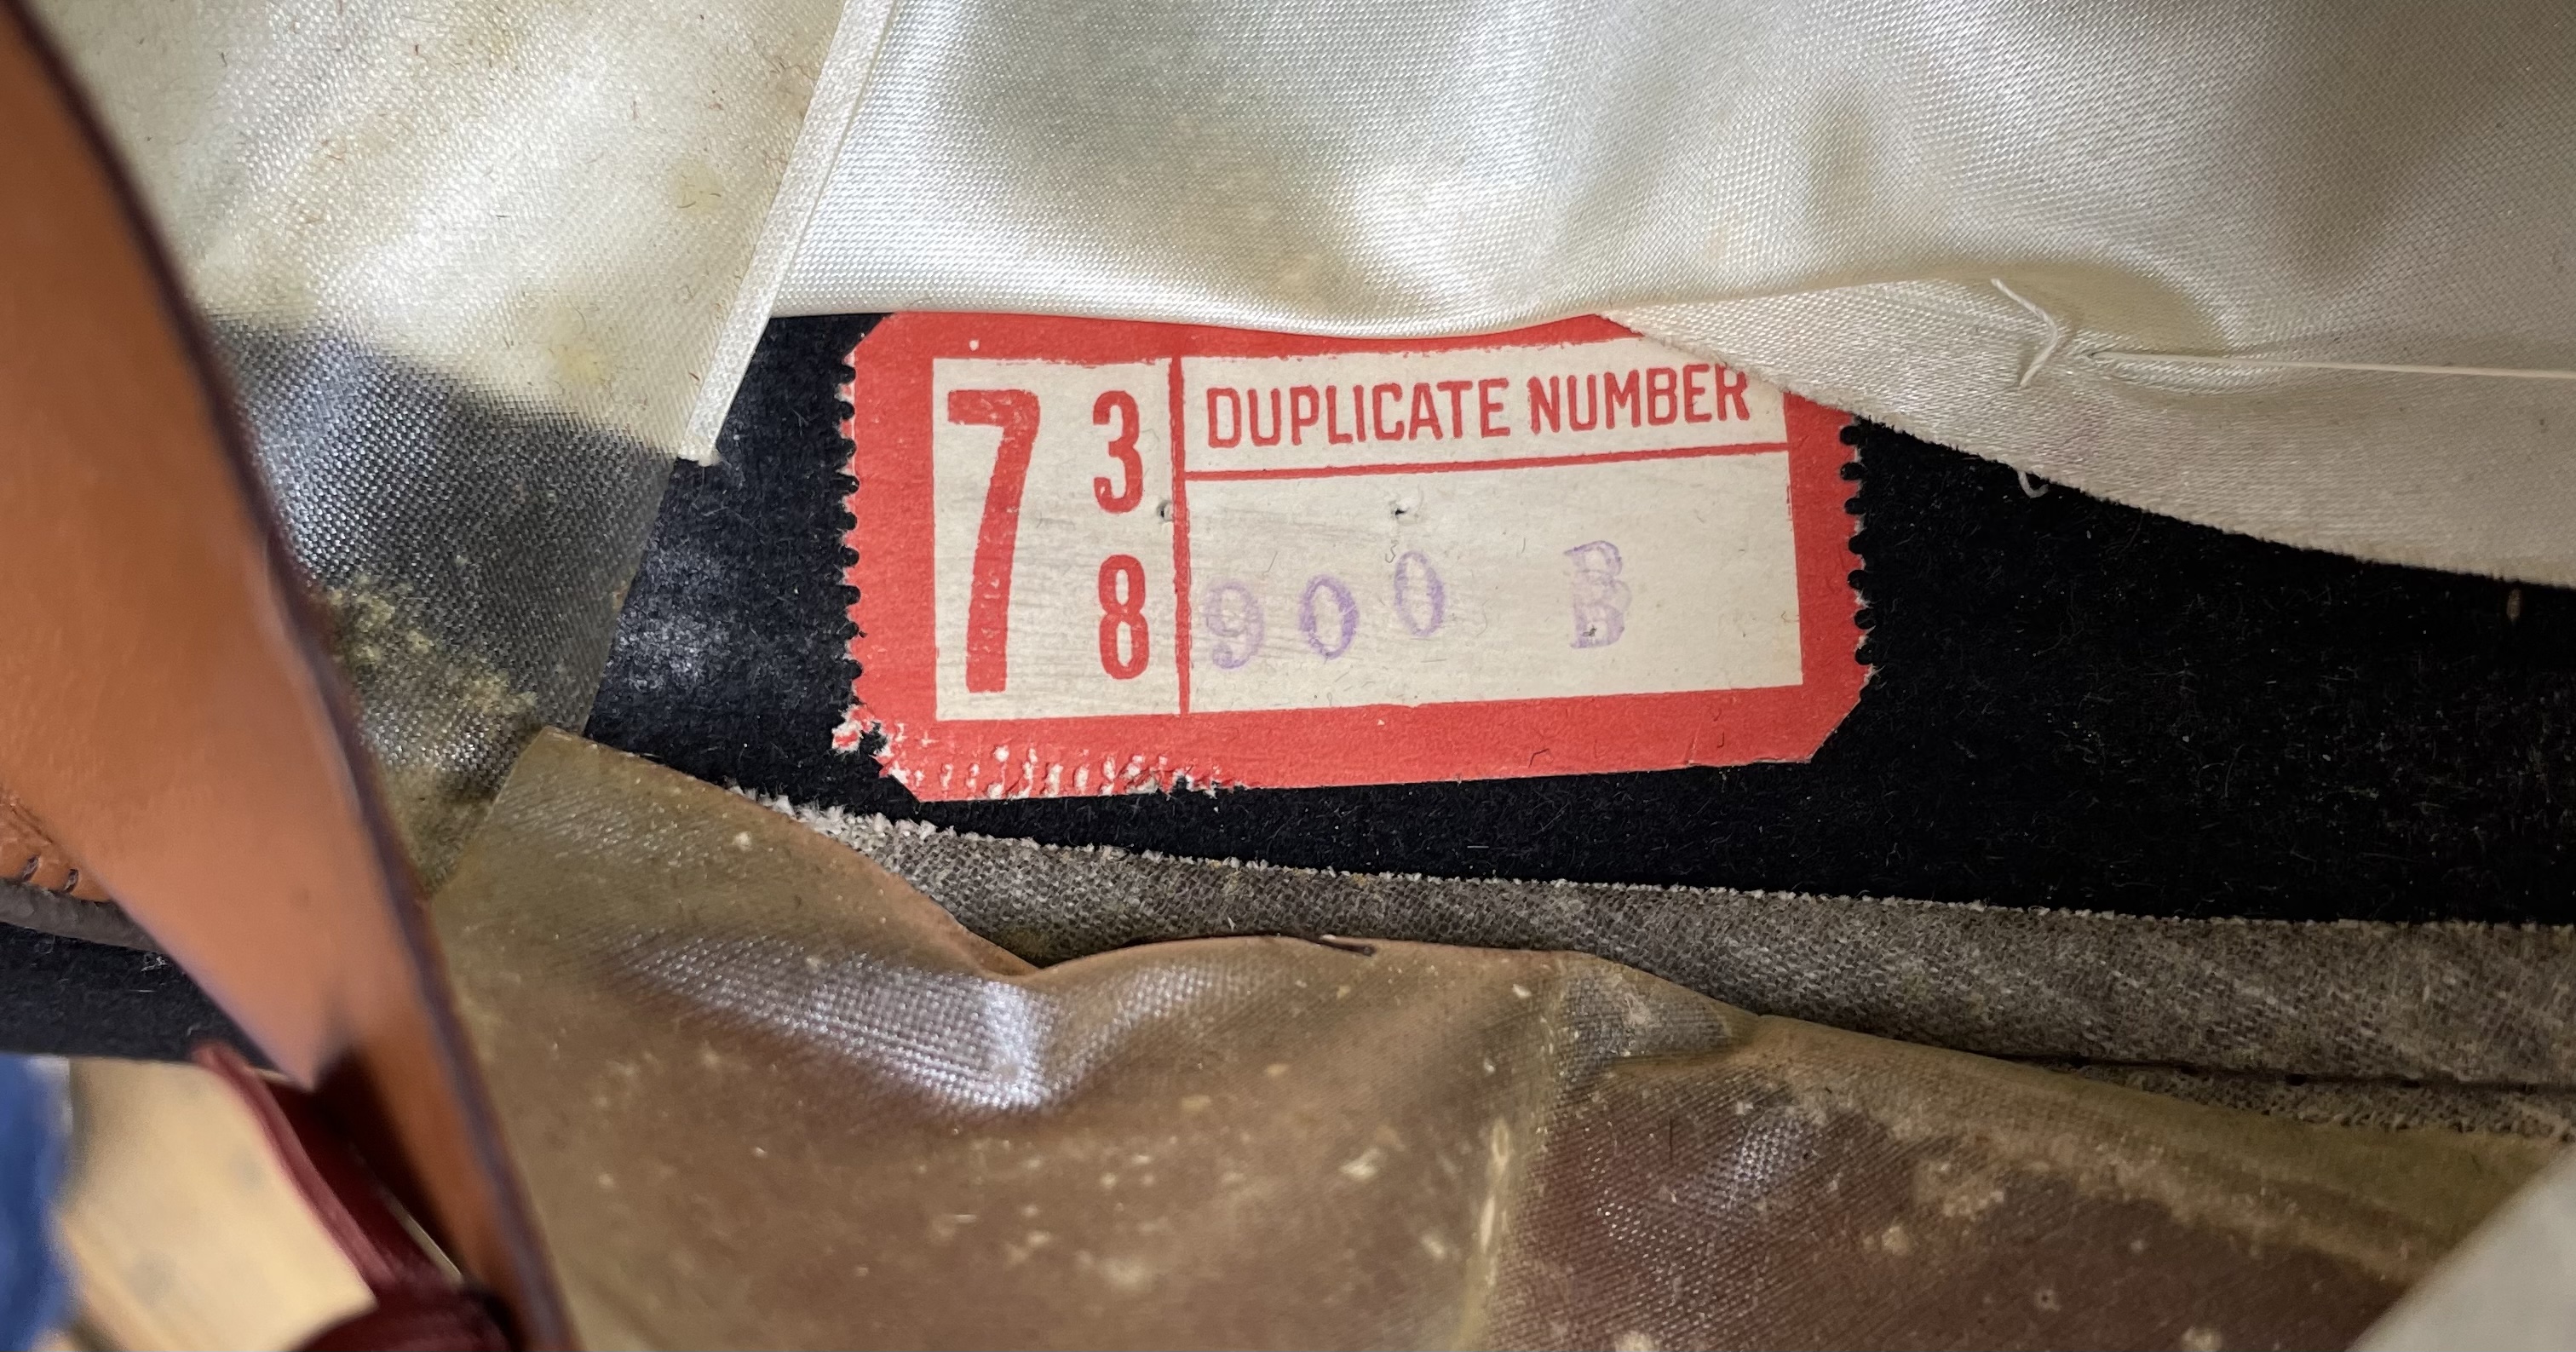 7 3/8
DUPLICATE NUMBER
900 B